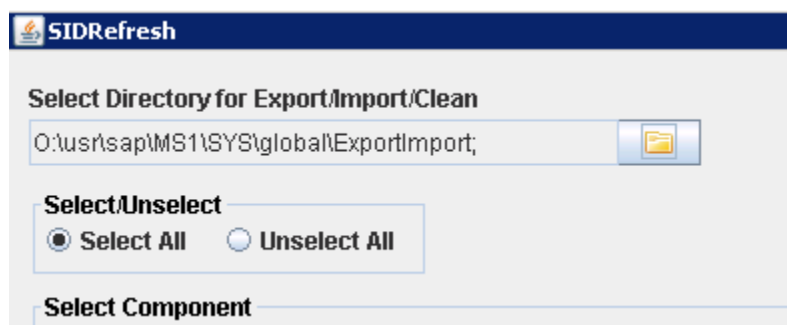 SIDRefresh
Select Directory for Export/Import/Clean
O:\usr\sap\MS1\SYS\global\ExportImport;
Select/Unselect
Select All Unselect All
Select Component